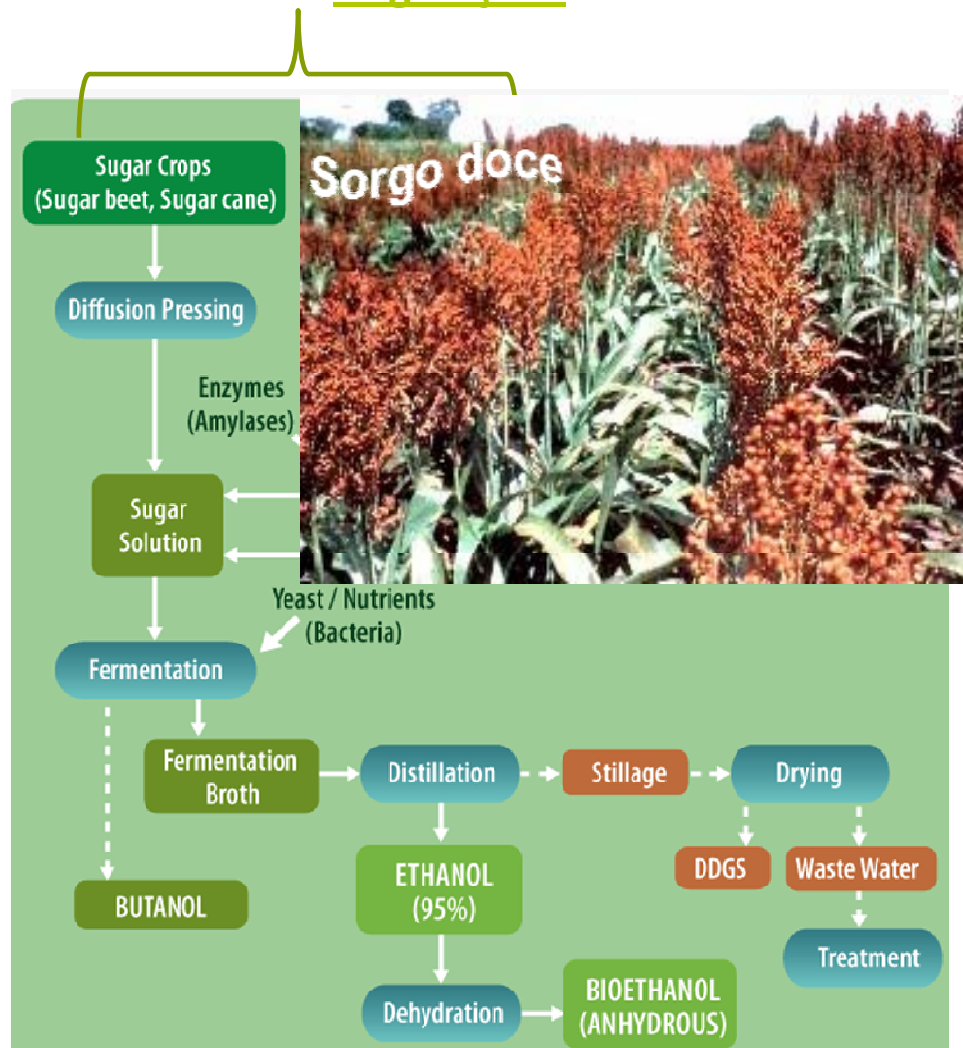 Sugar Crops
(Sugar beet, Sugar cane)
Sorgo doce
Diffusion Pressing
Enzymes
(Amylases)
Sugar
Solution
Yeast / Nutrients
(Bacteria)
Fermentation
Fermentation
Broth
Distillation
Stillage
Drying
ETHANOL
(95%)
DDGS
Waste Water
BUTANOL
Treatment
Dehydration
BIOETHANOL
(ANHYDROUS)